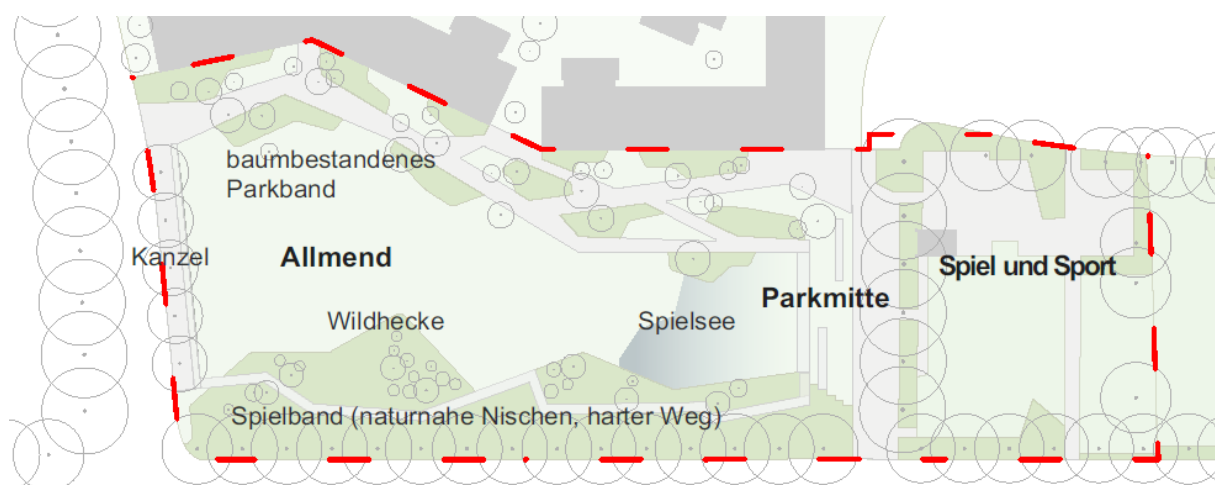 baumbestandenes
Parkband
Kanzel
Allmend
Spiel und Sport
Parkmitte
Wildhecke
Spielsee
Spielband (naturnahe Nischen, harter Weg)